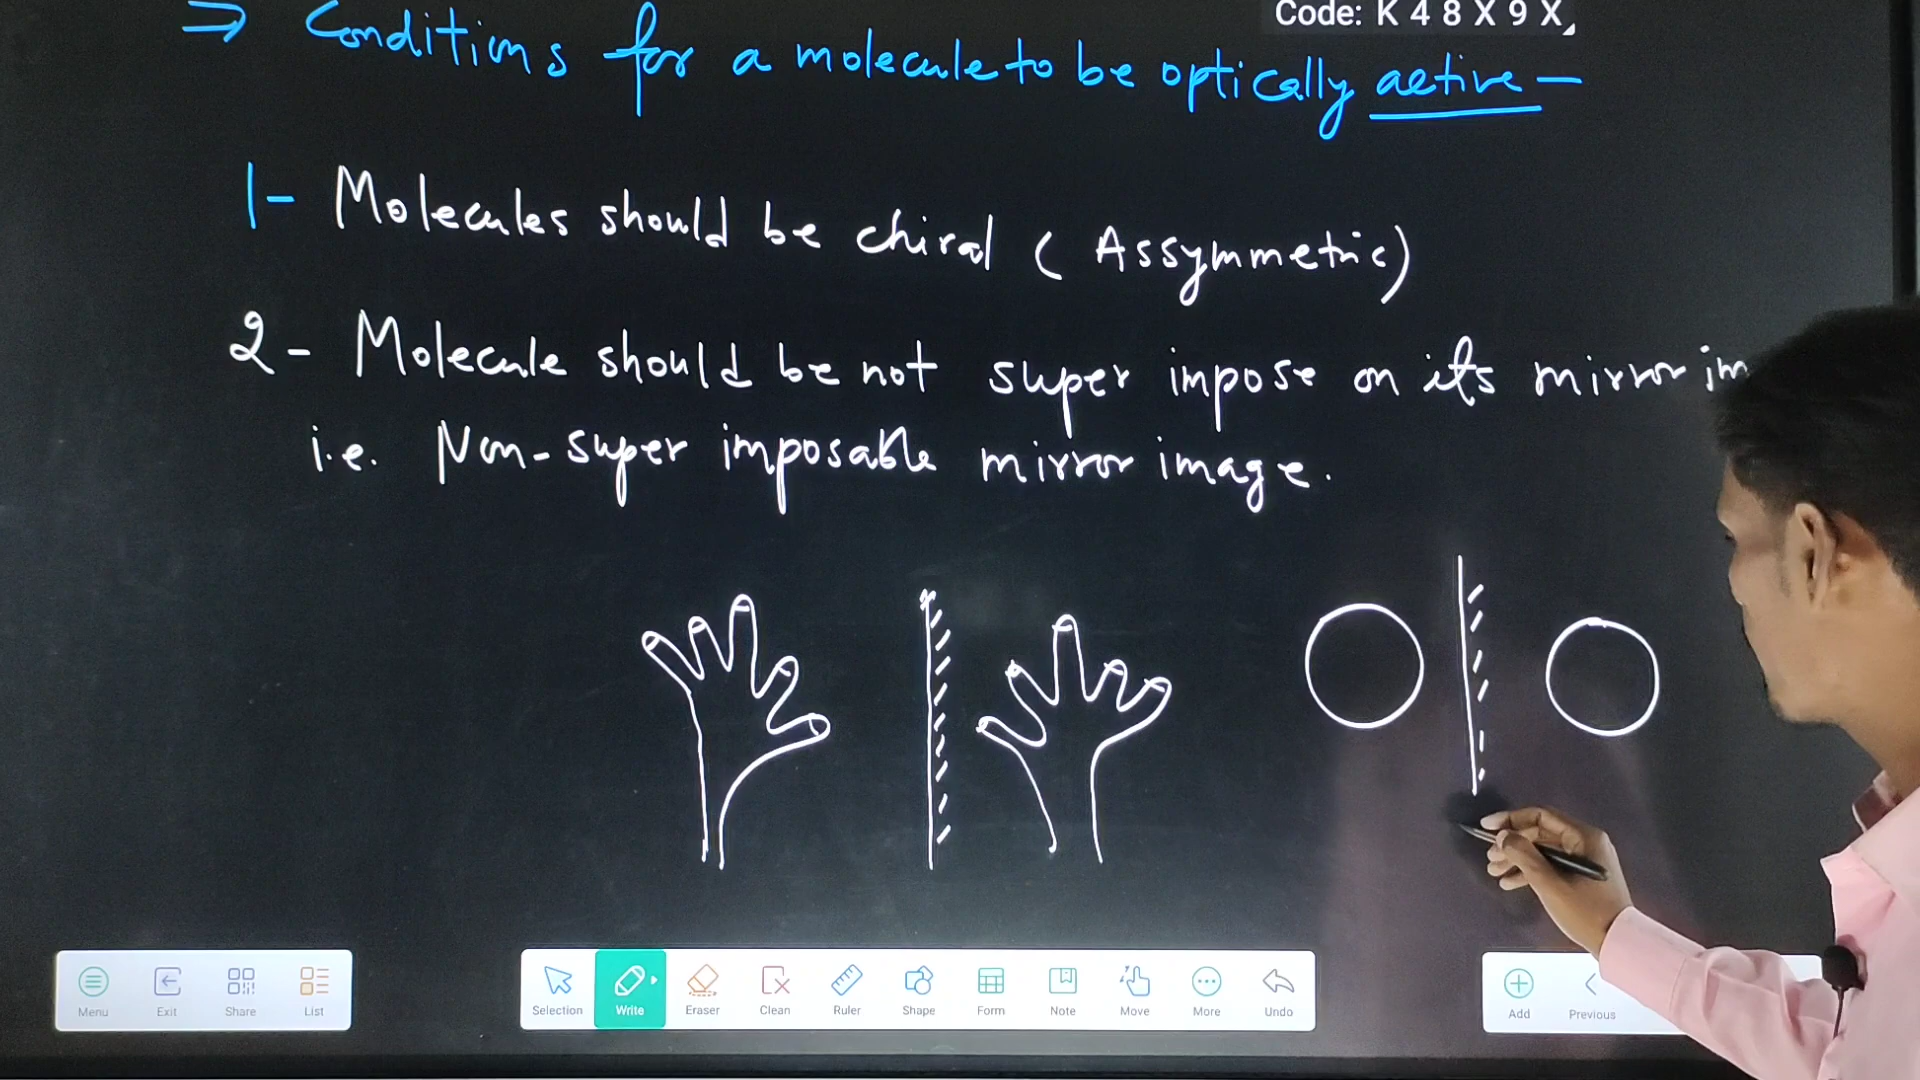 Code: K 4 8 X 9 X
⇒ Conditions for a molecule to be optically active —
1- Molecules should be chiral ( Assymmetric)
2 - Molecule should be not super impose on its mirror im
i.e. Non-super imposable mirror image.
Menu Exit Share List Selection Write Eraser Clean Ruler Shape Form Note Move More Undo Add Previous